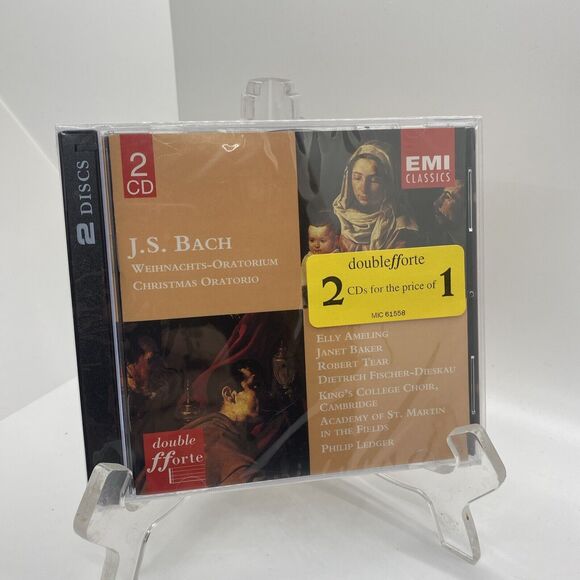 2 DISCS
2
CD
EMI
CLASSICS
J.S. BACH
WEIHNACHTS-ORATORIUM
CHRISTMAS ORATORIO
doublefforte
2 CDs for the price of 1
MIC 61558
ELLY AMELING
JANET BAKER
ROBERT TEAR
DIETRICH FISCHER-DIESKAU
KING'S COLLEGE CHOIR,
CAMBRIDGE
ACADEMY OF ST. MARTIN
IN THE FIELDS
PHILIP LEDGER
double
fforte